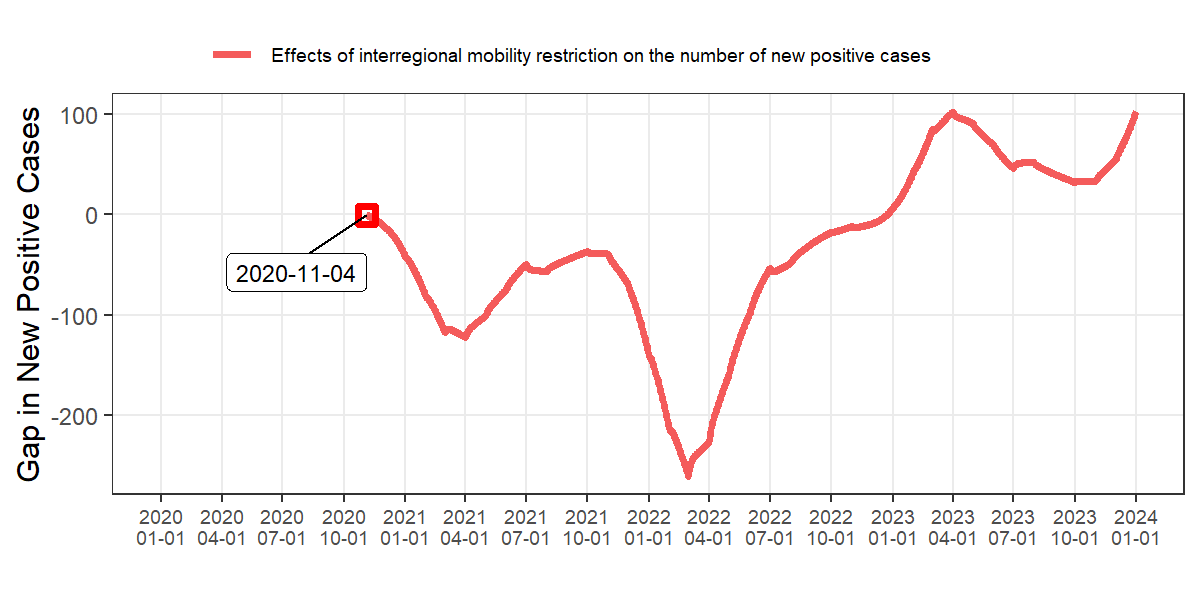 Effects of interregional mobility restriction on the number of new positive cases
Gap in New Positive Cases
100
0
-100
-200
2020-11-04
2020 2020 2020 2020 2021 2021 2021 2021 2022 2022 2022 2022 2023 2023 2023 2023 2024
01-01 04-01 07-01 10-01 01-01 04-01 07-01 10-01 01-01 04-01 07-01 10-01 01-01 04-01 07-01 10-01 01-01